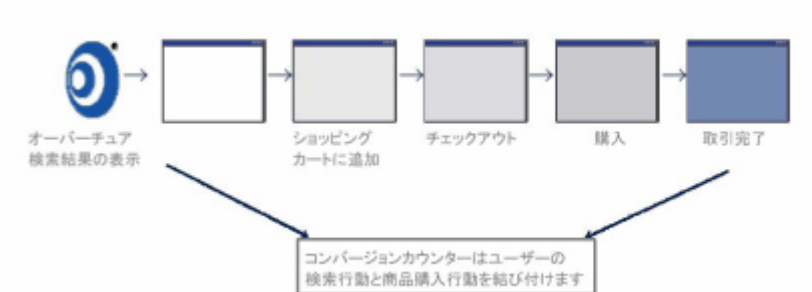 オーバーチュア
検索結果の表示
ショッピング
カートに追加
チェックアウト
購入
取引完了
コンバージョンカウンターはユーザーの
検索行動と商品購入行動を結び付けます